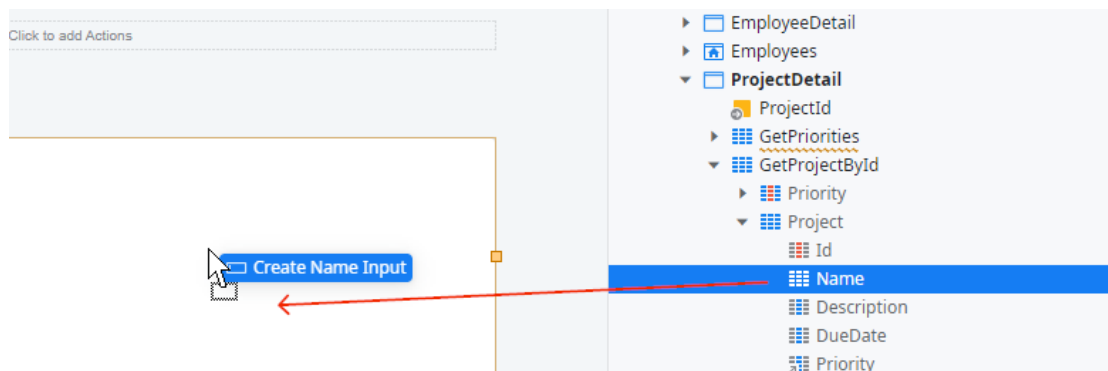 Click to add Actions
Create Name Input
EmployeeDetail
Employees
ProjectDetail
ProjectId
GetPriorities
GetProjectById
Priority
Project
Id
Name
Description
DueDate
Priority